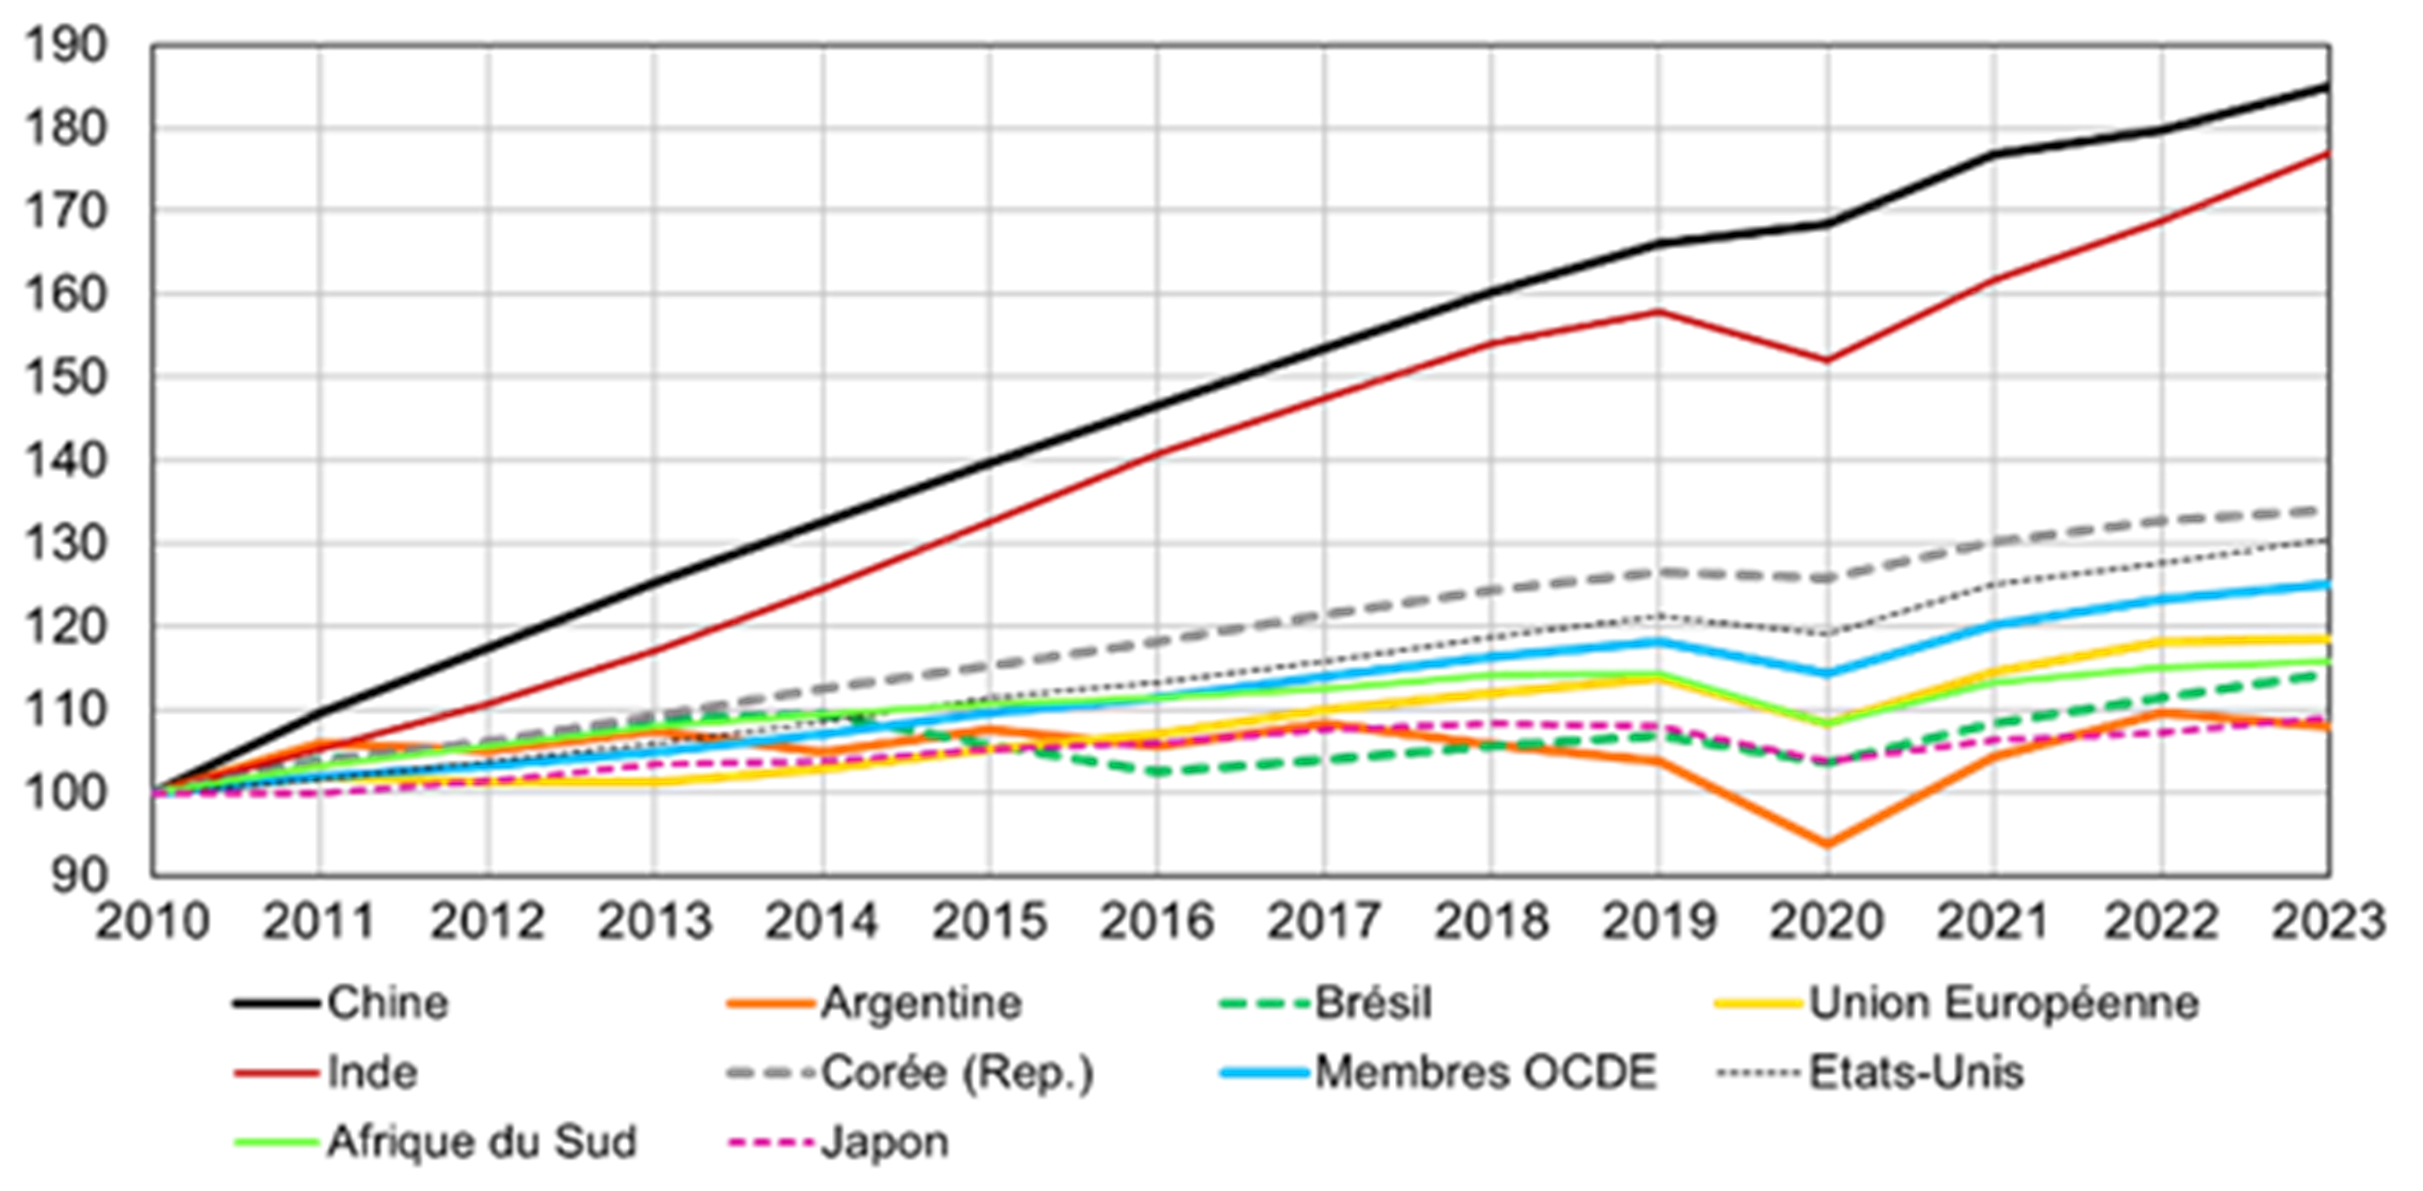 190
180
170
160
150
140
130
120
110
100
90
2010 2011 2012 2013 2014 2015 2016 2017 2018 2019 2020 2021 2022 2023
Chine Argentine Brésil Union Européenne
Inde Corée (Rep.) Membres OCDE Etats-Unis
Afrique du Sud Japon